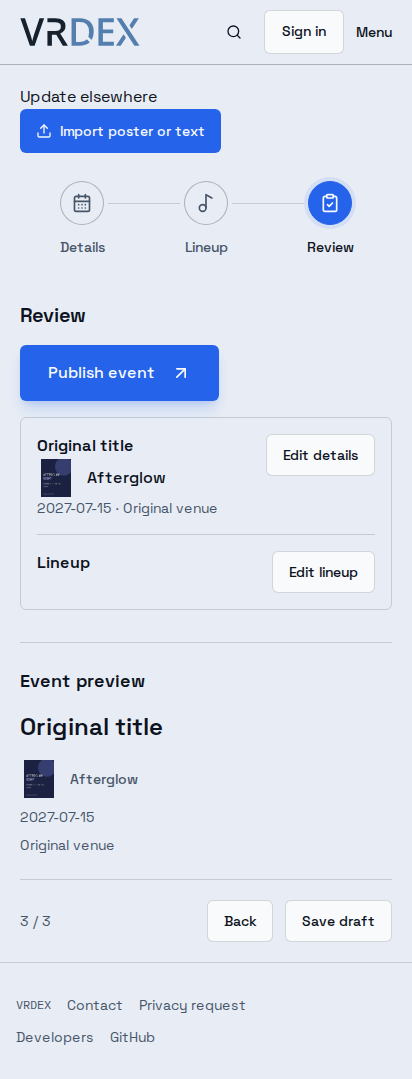 VRDEX
Sign in
Menu
Update elsewhere
Import poster or text
Details
Lineup
Review
Review
Publish event
Original title
Edit details
Afterglow
2027-07-15 · Original venue
Lineup
Edit lineup
Event preview
Original title
Afterglow
2027-07-15
Original venue
3 / 3
Back
Save draft
VRDEX Contact Privacy request
Developers GitHub